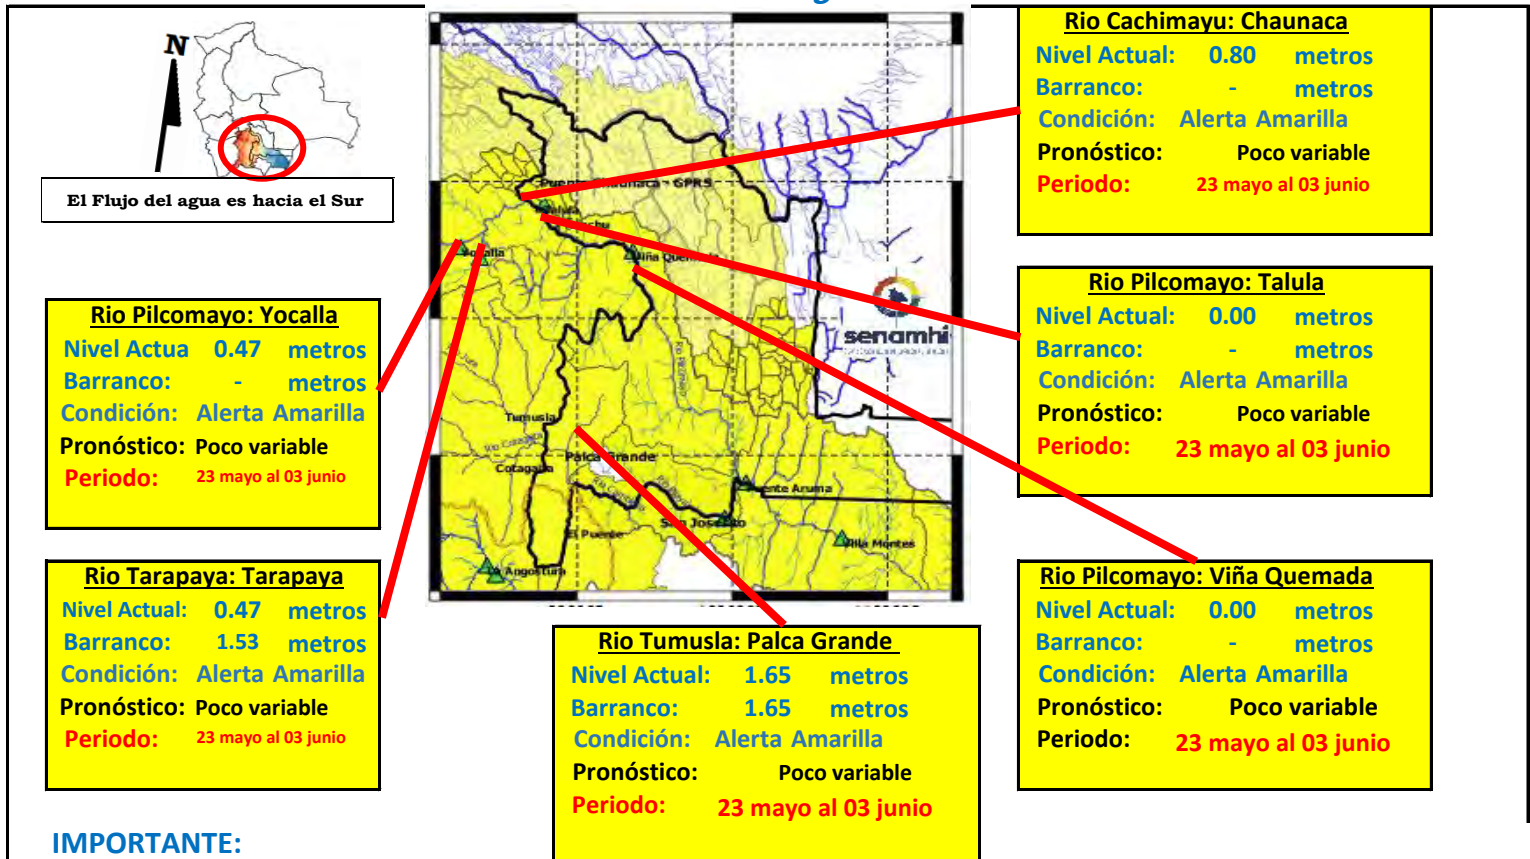 N
El Flujo del agua es hacia el Sur
Rio Cachimayu: Chaunaca
Nivel Actual: 0.80 metros
Barranco: - metros
Condición: Alerta Amarilla
Pronóstico: Poco variable
Periodo: 23 mayo al 03 junio
Rio Pilcomayo: Talula
Nivel Actual: 0.00 metros
Barranco: - metros
Condición: Alerta Amarilla
Pronóstico: Poco variable
Periodo: 23 mayo al 03 junio
Rio Pilcomayo: Yocalla
Nivel Actua 0.47 metros
Barranco: - metros
Condición: Alerta Amarilla
Pronóstico: Poco variable
Periodo: 23 mayo al 03 junio
Rio Tarapaya: Tarapaya
Nivel Actual: 0.47 metros
Barranco: 1.53 metros
Condición: Alerta Amarilla
Pronóstico: Poco variable
Periodo: 23 mayo al 03 junio
Rio Tumusla: Palca Grande
Nivel Actual: 1.65 metros
Barranco: 1.65 metros
Condición: Alerta Amarilla
Pronóstico: Poco variable
Periodo: 23 mayo al 03 junio
Rio Pilcomayo: Viña Quemada
Nivel Actual: 0.00 metros
Barranco: - metros
Condición: Alerta Amarilla
Pronóstico: Poco variable
Periodo: 23 mayo al 03 junio
Chaunaca - GPRS
senamhi
Tumusla
Cotagaita
Palca Grande
El Puente
Villa Montes
IMPORTANTE: